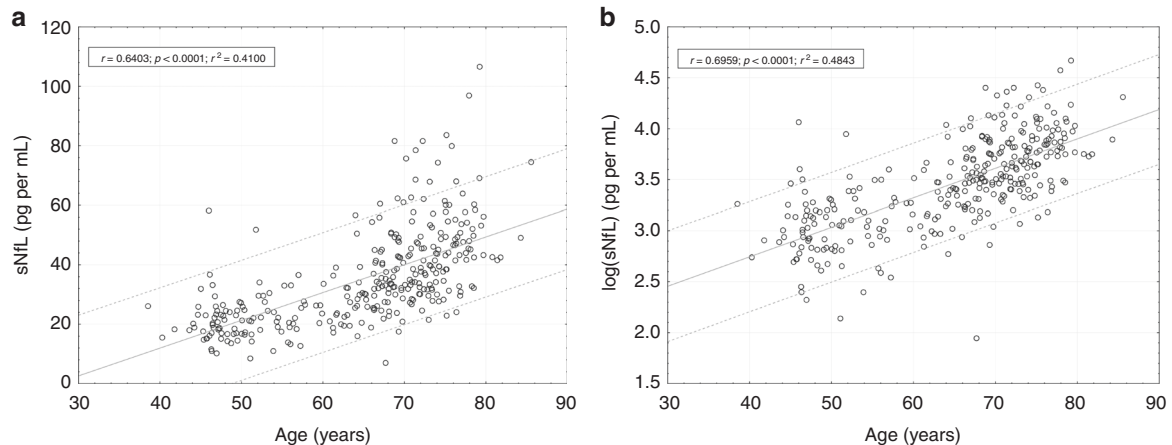 a
120
100
80
60
40
20
0
sNfL (pg per mL)
r = 0.6403; p < 0.0001; r² = 0.4100
30 40 50 60 70 80 90
Age (years)
b
5.0
4.5
4.0
3.5
3.0
2.5
2.0
1.5
log(sNfL) (pg per mL)
r = 0.6959; p < 0.0001; r² = 0.4843
30 40 50 60 70 80 90
Age (years)